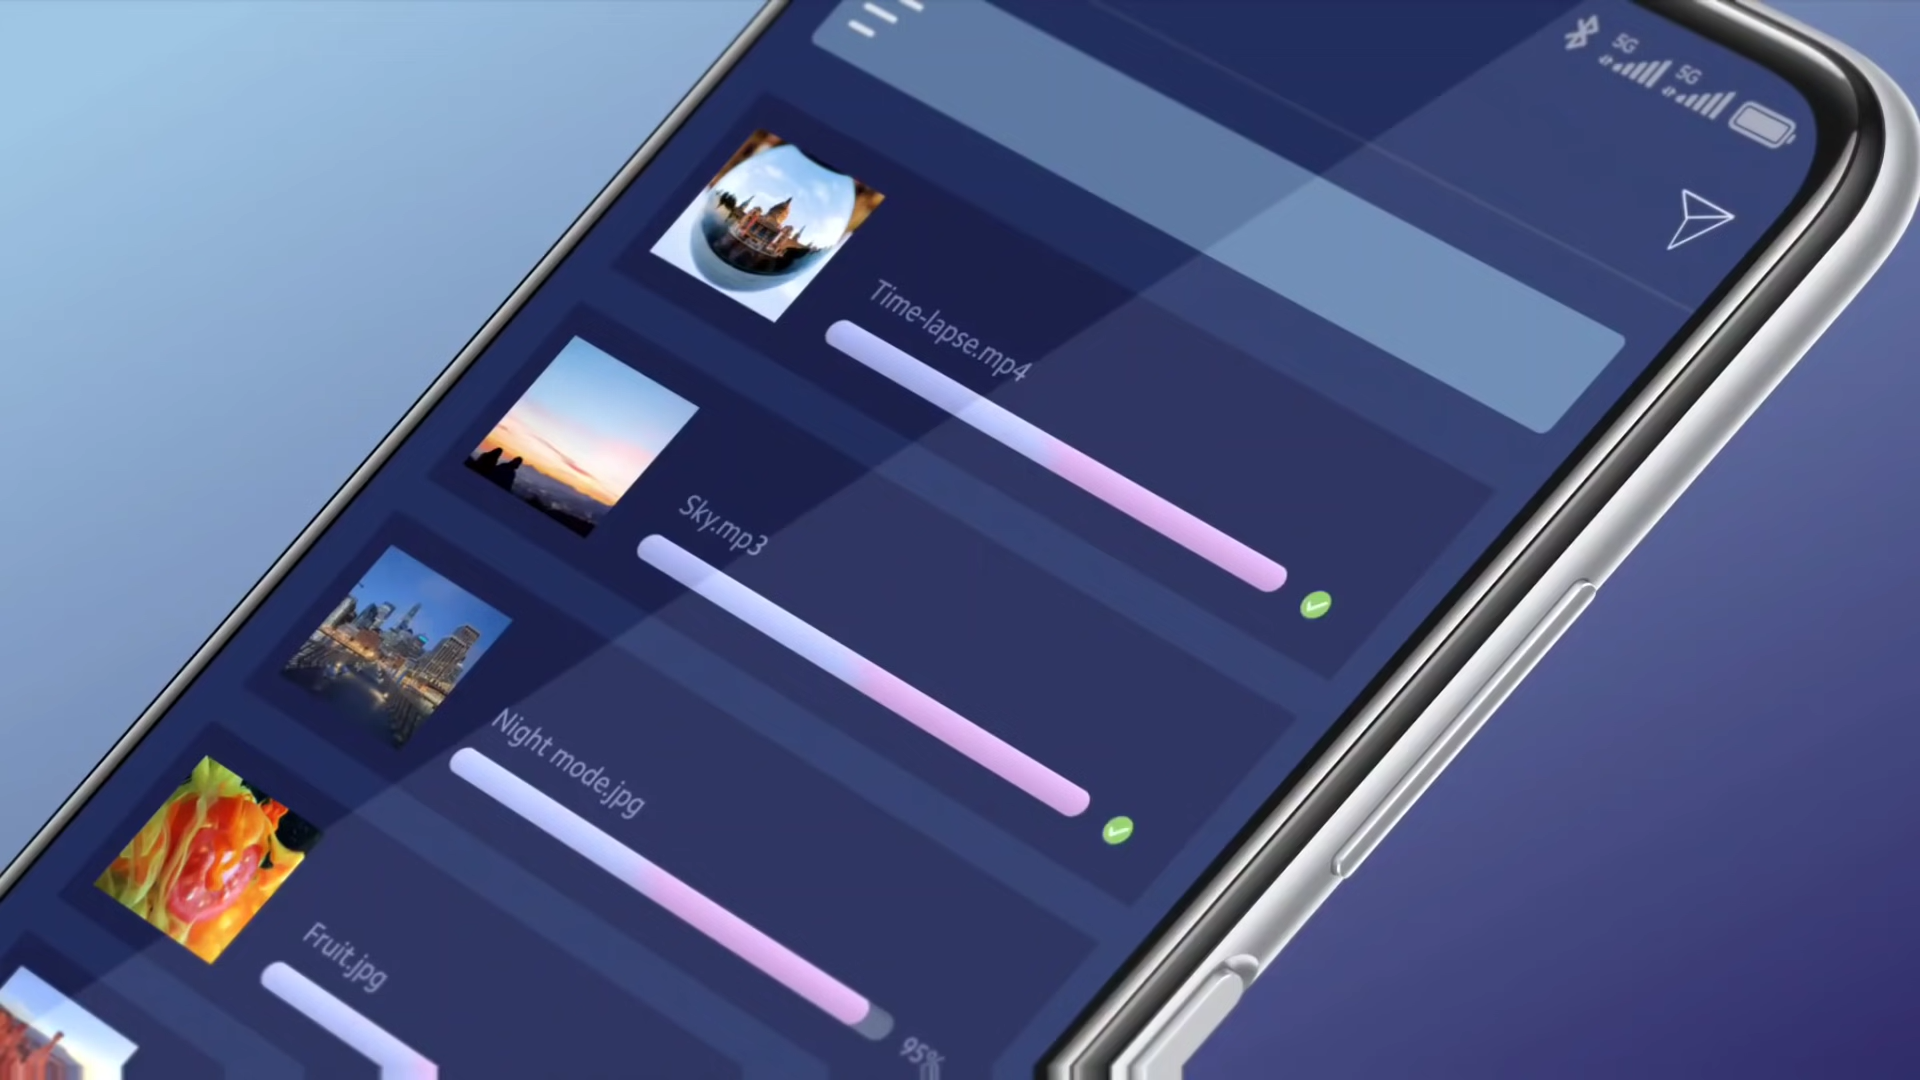 5G
5G
Time-lapse.mp4
Sky.mp3
Night mode.jpg
95%
Fruit.jpg